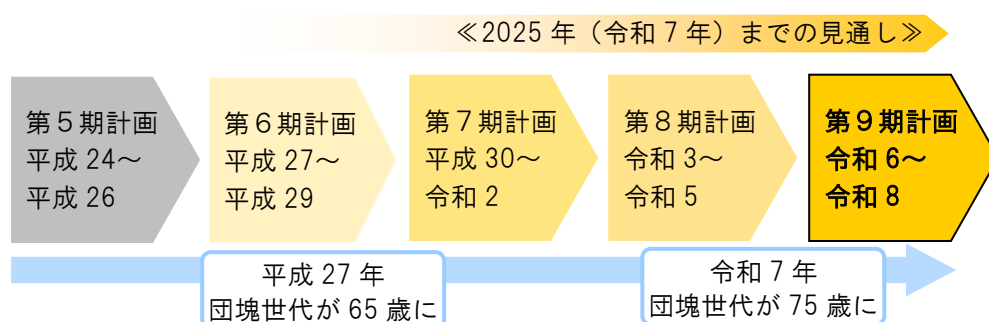 ≪2025 年（令和 7 年）までの見通し≫
第５期計画
平成 24～
平成 26
第６期計画
平成 27～
平成 29
第７期計画
平成 30～
令和 2
第８期計画
令和 3～
令和 5
第９期計画
令和 6～
令和 8
平成 27 年
団塊世代が 65 歳に
令和 7 年
団塊世代が 75 歳に